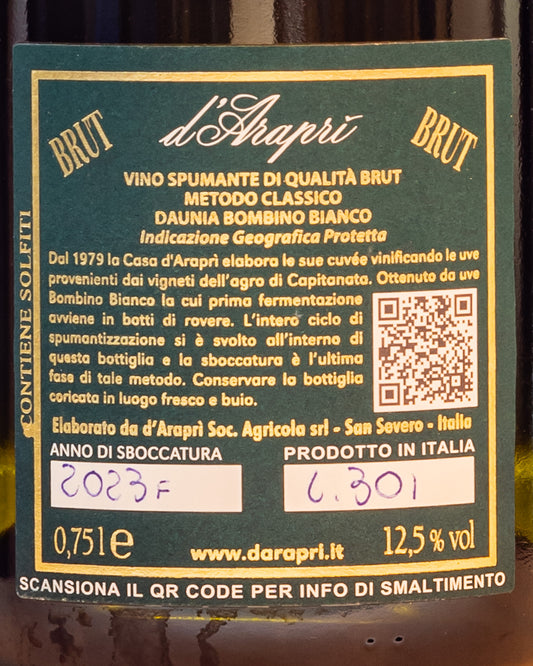 BRUT
d'Araprì
BRUT
VINO SPUMANTE DI QUALITÀ BRUT
METODO CLASSICO
DAUNIA BOMBINO BIANCO
Indicazione Geografica Protetta
Dal 1979 la Casa d'Araprì elabora le sue cuvée vinificando le uve
provenienti dai vigneti dell'agro di Capitanata. Ottenuto da uve
Bombino Bianco la cui prima fermentazione
avviene in botti di rovere. L'intero ciclo di
spumantizzazione si è svolto all'interno di
questa bottiglia e la sboccatura è l'ultima
fase di tale metodo. Conservare la bottiglia
coricata in luogo fresco e buio.
CONTIENE SOLFITI
Elaborato da d'Araprì Soc. Agricola srl - San Severo - Italia
ANNO DI SBOCCATURA
PRODOTTO IN ITALIA
2023F
L.301
0,75l e
www.darapri.it
12,5% vol
SCANSIONA IL QR CODE PER INFO DI SMALTIMENTO